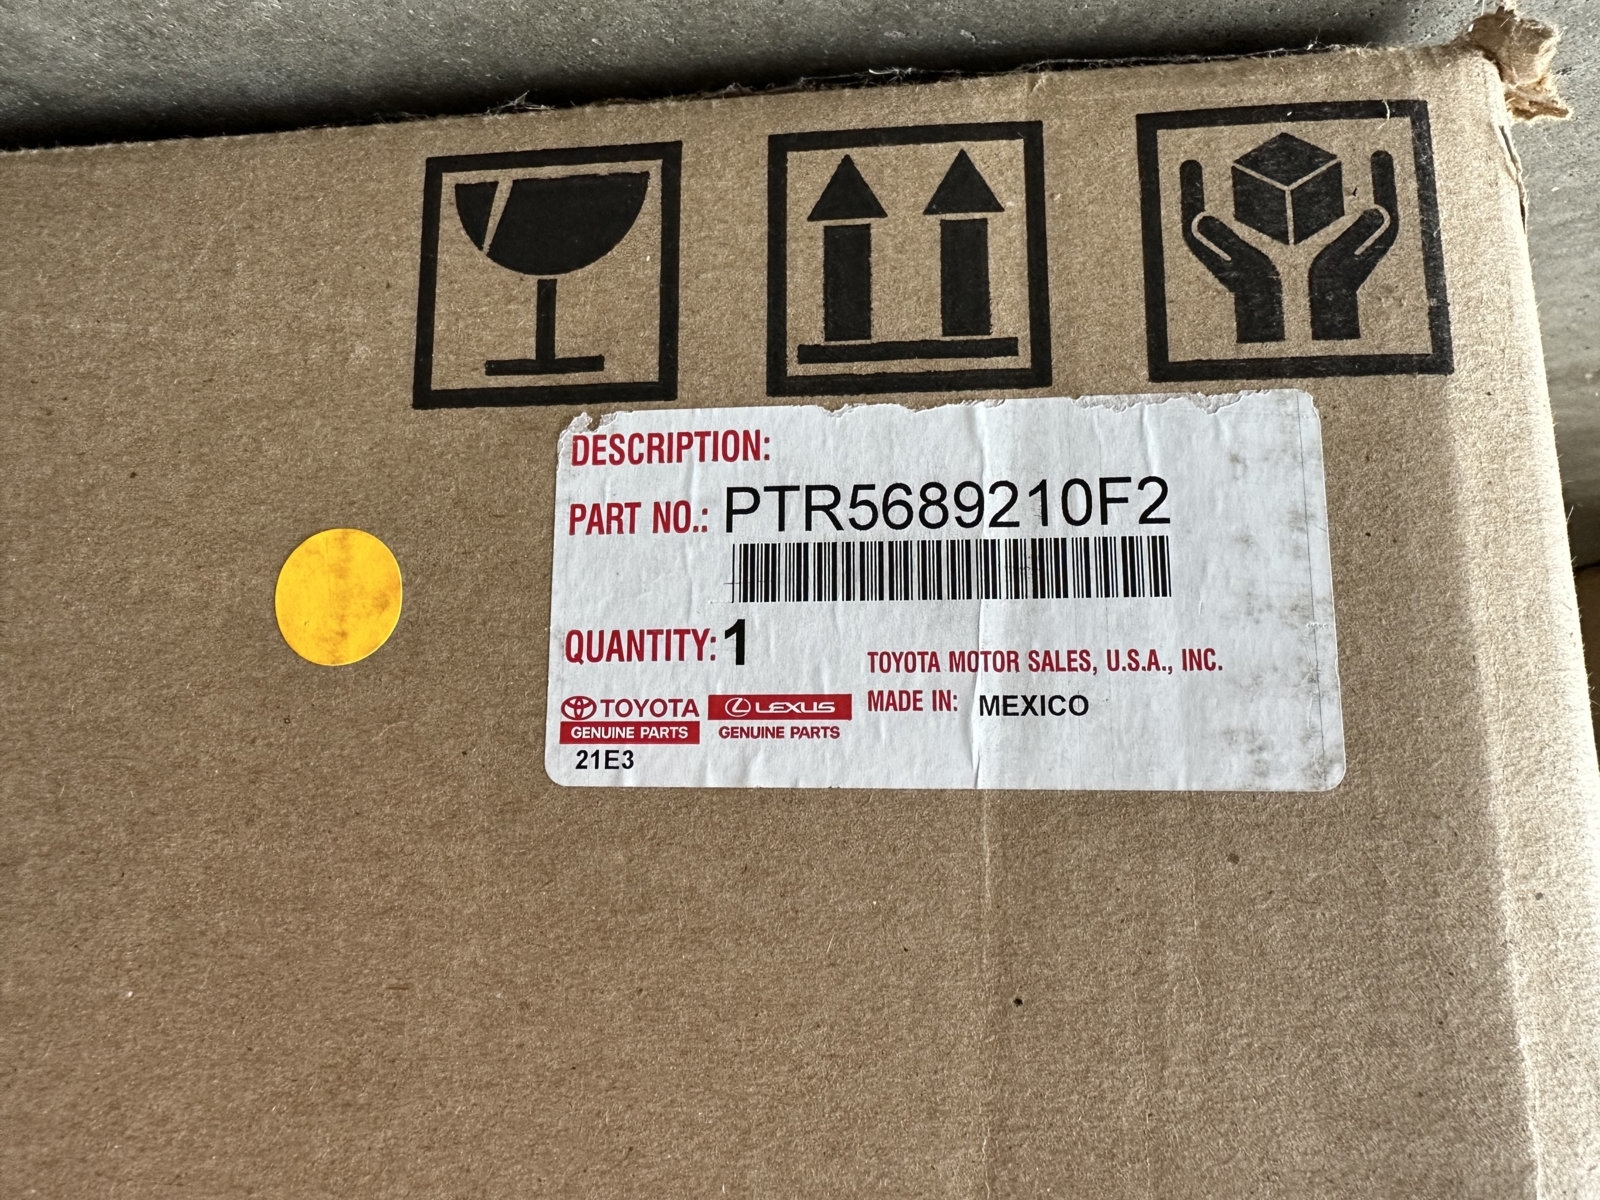 DESCRIPTION:
PART NO.: PTR5689210F2
QUANTITY: 1
TOYOTA MOTOR SALES, U.S.A., INC.
MADE IN: MEXICO
TOYOTA
GENUINE PARTS
LEXUS
GENUINE PARTS
21E3